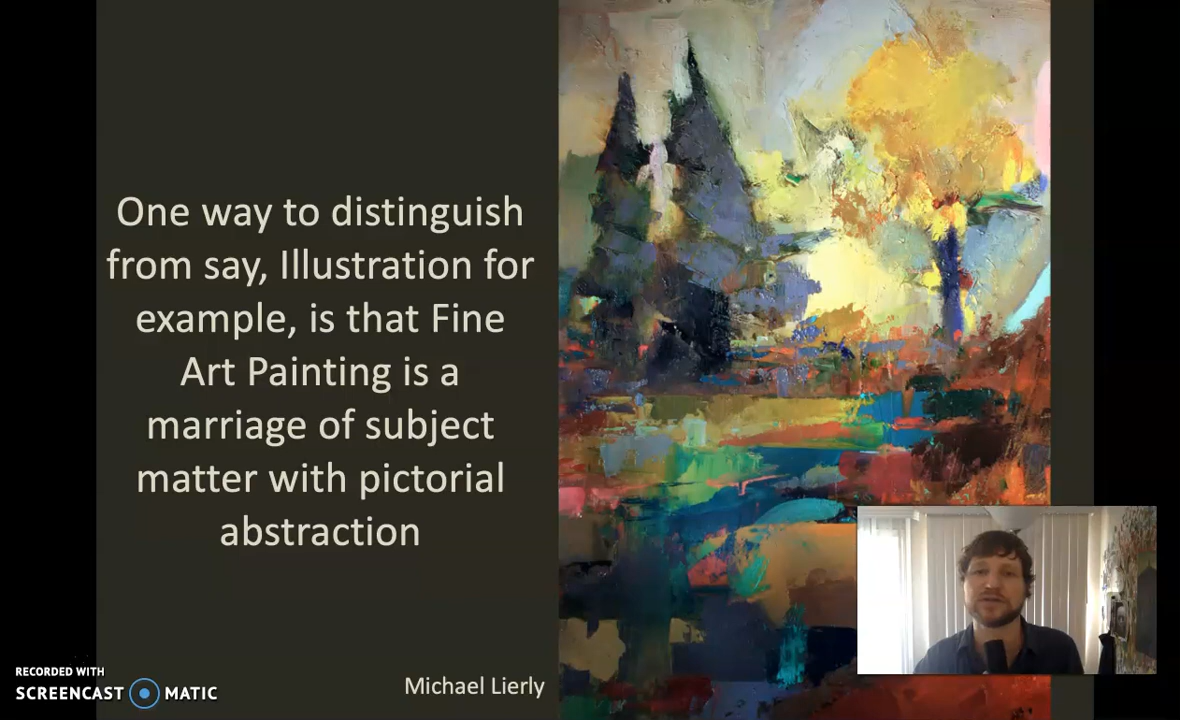 One way to distinguish
from say, Illustration for
example, is that Fine
Art Painting is a
marriage of subject
matter with pictorial
abstraction
Michael Lierly
RECORDED WITH
SCREENCAST MATIC